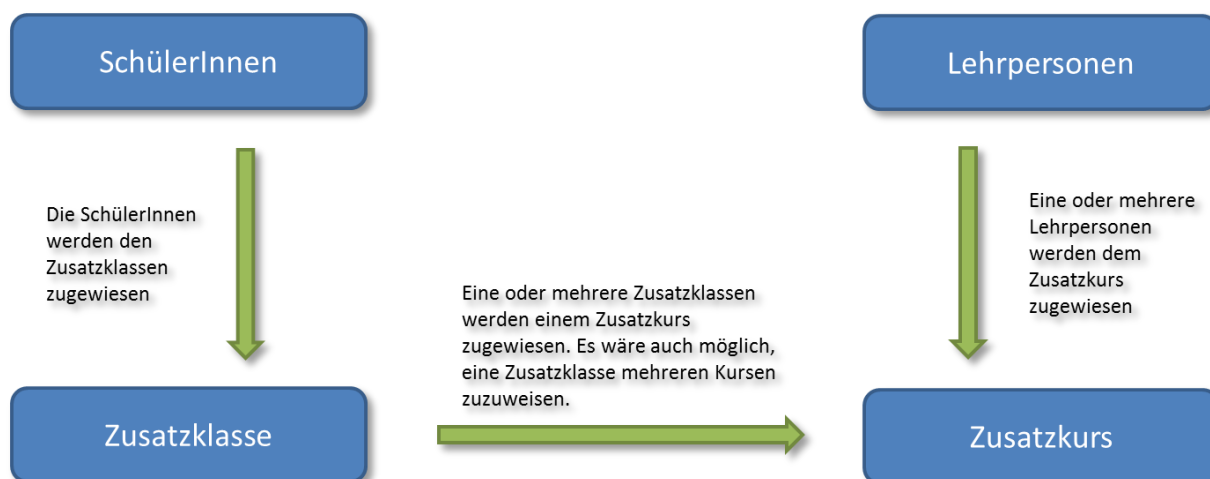 SchülerInnen
Lehrpersonen
Die SchülerInnen
werden den
Zusatzklassen
zugewiesen
Eine oder mehrere
Lehrpersonen
werden dem
Zusatzkurs
zugewiesen
Eine oder mehrere Zusatzklassen
werden einem Zusatzkurs
zugewiesen. Es wäre auch möglich,
eine Zusatzklasse mehreren Kursen
zuzuweisen.
Zusatzklasse
Zusatzkurs